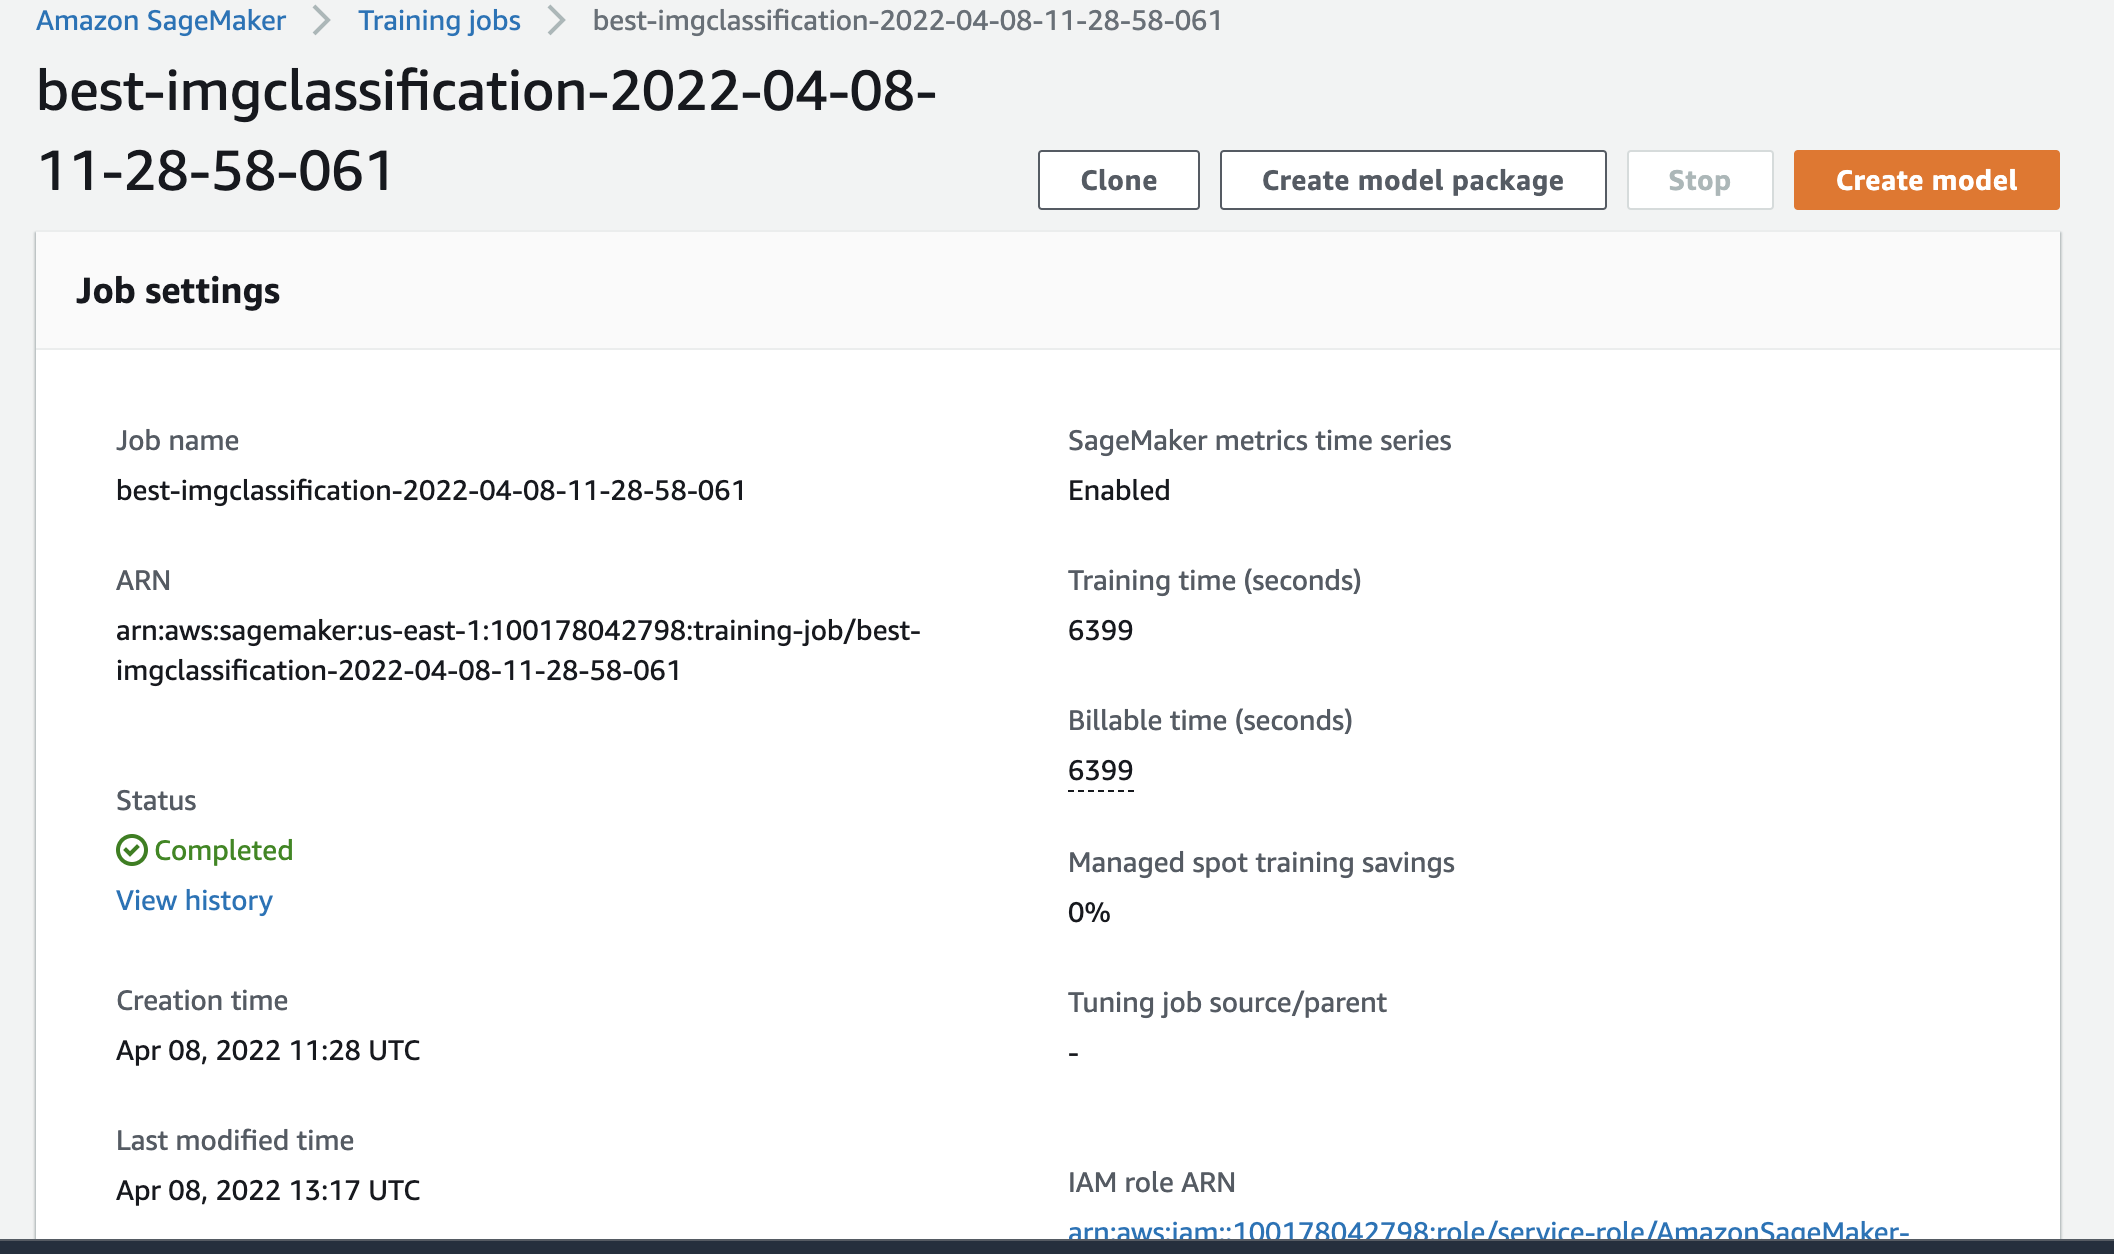 Amazon SageMaker > Training jobs > best-imgclassification-2022-04-08-11-28-58-061
best-imgclassification-2022-04-08-
11-28-58-061
Clone
Create model package
Stop
Create model
Job settings
Job name
best-imgclassification-2022-04-08-11-28-58-061
ARN
arn:aws:sagemaker:us-east-1:100178042798:training-job/best-
imgclassification-2022-04-08-11-28-58-061
Status
Completed
View history
Creation time
Apr 08, 2022 11:28 UTC
Last modified time
Apr 08, 2022 13:17 UTC
SageMaker metrics time series
Enabled
Training time (seconds)
6399
Billable time (seconds)
6399
Managed spot training savings
0%
Tuning job source/parent
-
IAM role ARN
arn:aws:iam::100178042798:role/service-role/AmazonSageMaker-